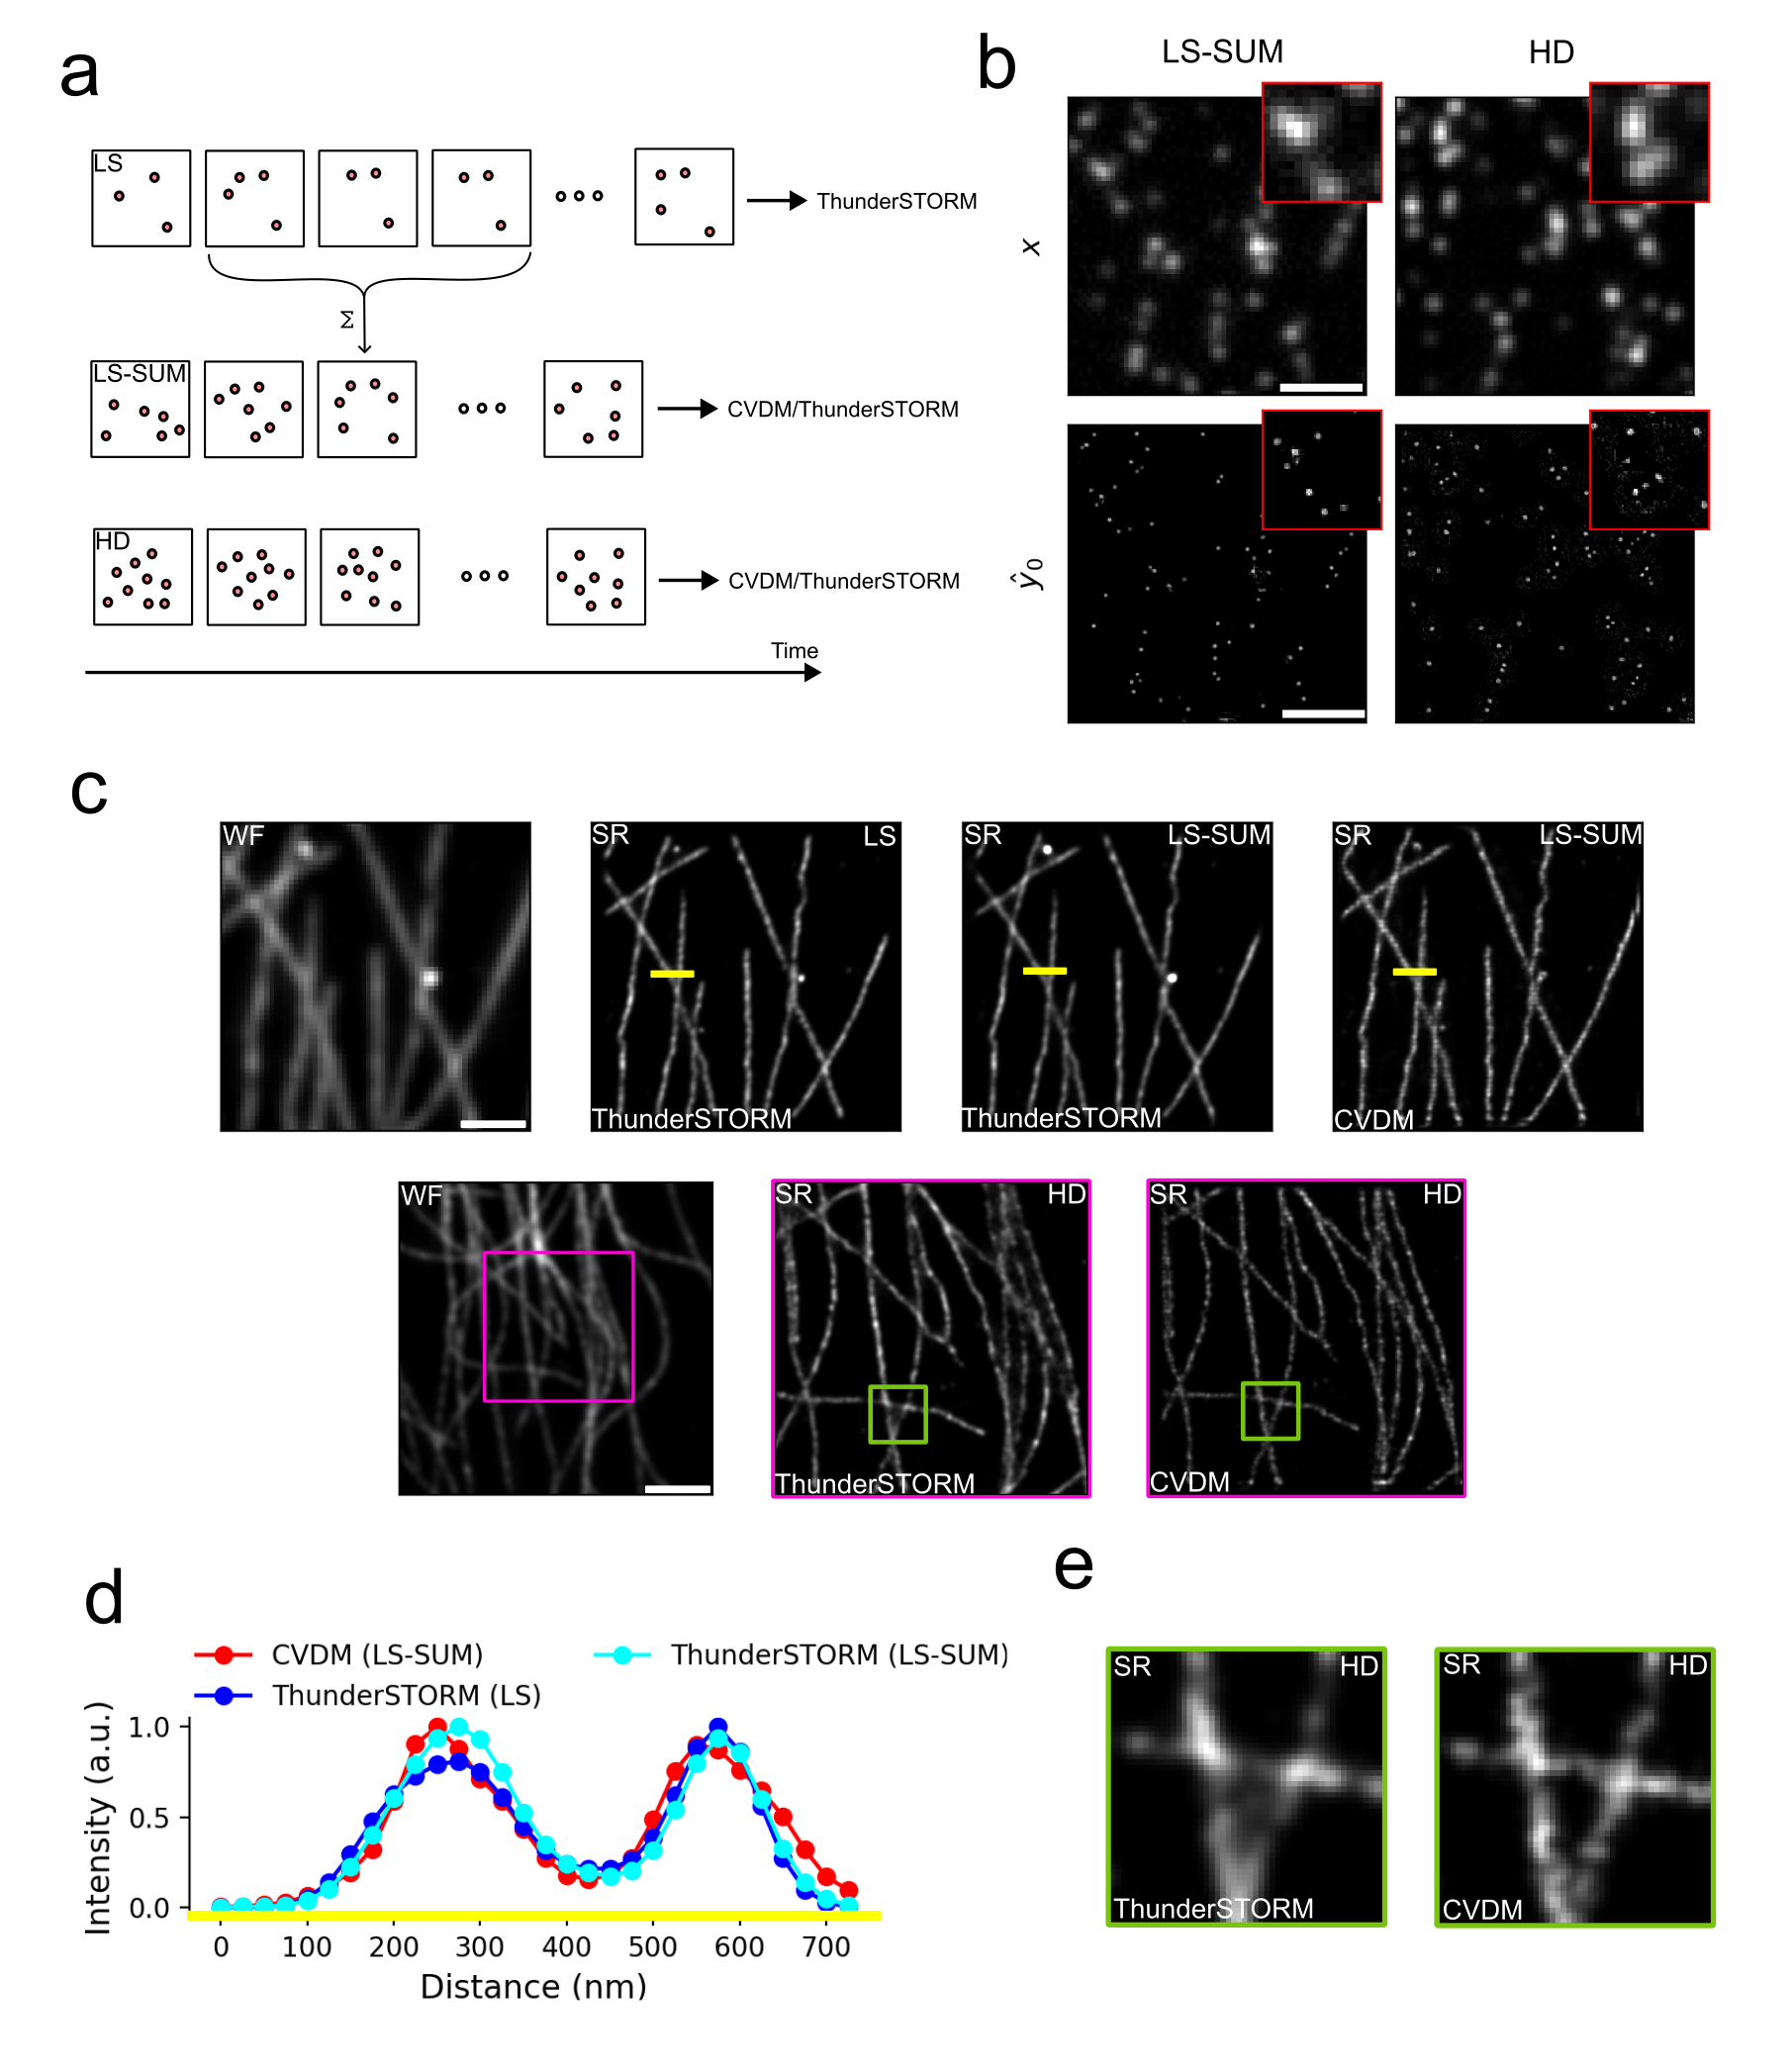 a
LS
ThunderSTORM
Σ
LS-SUM
CVDM/ThunderSTORM
HD
CVDM/ThunderSTORM
Time
b
LS-SUM
HD
x
ŷ0
c
WF
SR
LS
ThunderSTORM
SR
LS-SUM
ThunderSTORM
SR
LS-SUM
CVDM
WF
SR
HD
ThunderSTORM
SR
HD
CVDM
d
CVDM (LS-SUM)
ThunderSTORM (LS-SUM)
ThunderSTORM (LS)
Intensity (a.u.)
1.0
0.5
0.0
0 100 200 300 400 500 600 700
Distance (nm)
e
SR
HD
ThunderSTORM
SR
HD
CVDM